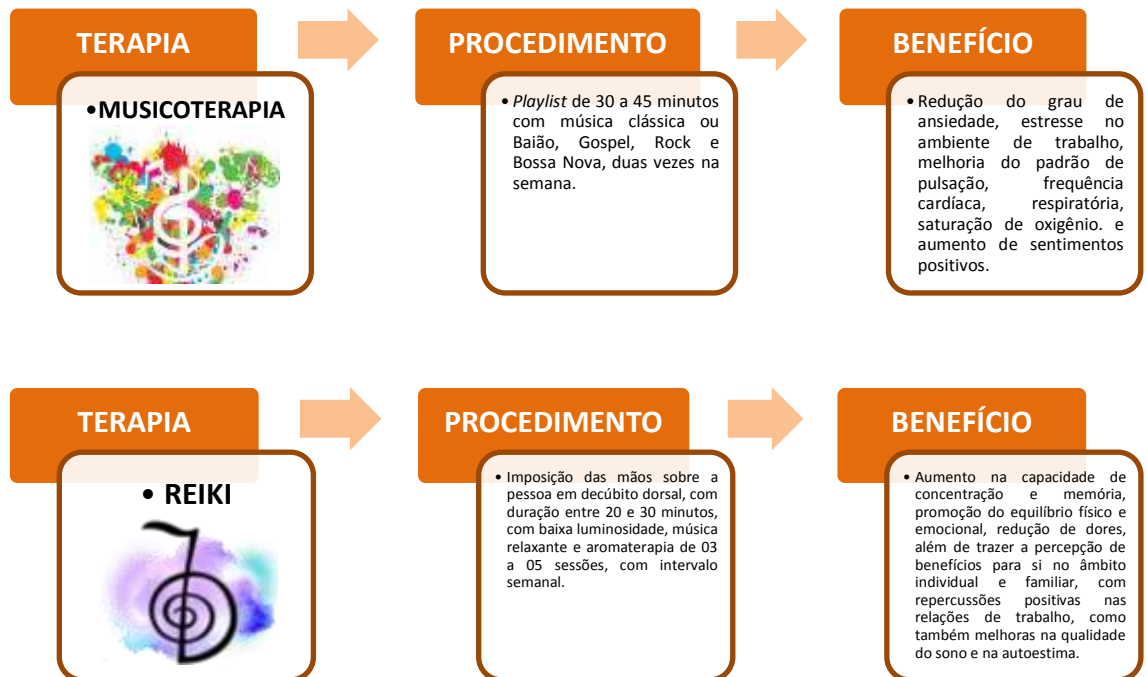 TERAPIA
•MUSICOTERAPIA
PROCEDIMENTO
• Playlist de 30 a 45 minutos
com música clássica ou
Baião, Gospel, Rock e
Bossa Nova, duas vezes na
semana.
BENEFÍCIO
• Redução do grau de
ansiedade, estresse no
ambiente de trabalho,
melhoria do padrão de
pulsação, frequência
cardíaca, respiratória,
saturação de oxigênio. e
aumento de sentimentos
positivos.
TERAPIA
• REIKI
PROCEDIMENTO
• Imposição das mãos sobre a
pessoa em decúbito dorsal, com
duração entre 20 e 30 minutos,
com baixa luminosidade, música
relaxante e aromaterapia de 03
a 05 sessões, com intervalo
semanal.
BENEFÍCIO
• Aumento na capacidade de
concentração e memória,
promoção do equilíbrio físico e
emocional, redução de dores,
além de trazer a percepção de
benefícios para si no âmbito
individual e familiar, com
repercussões positivas nas
relações de trabalho, como
também melhoras na qualidade
do sono e na autoestima.